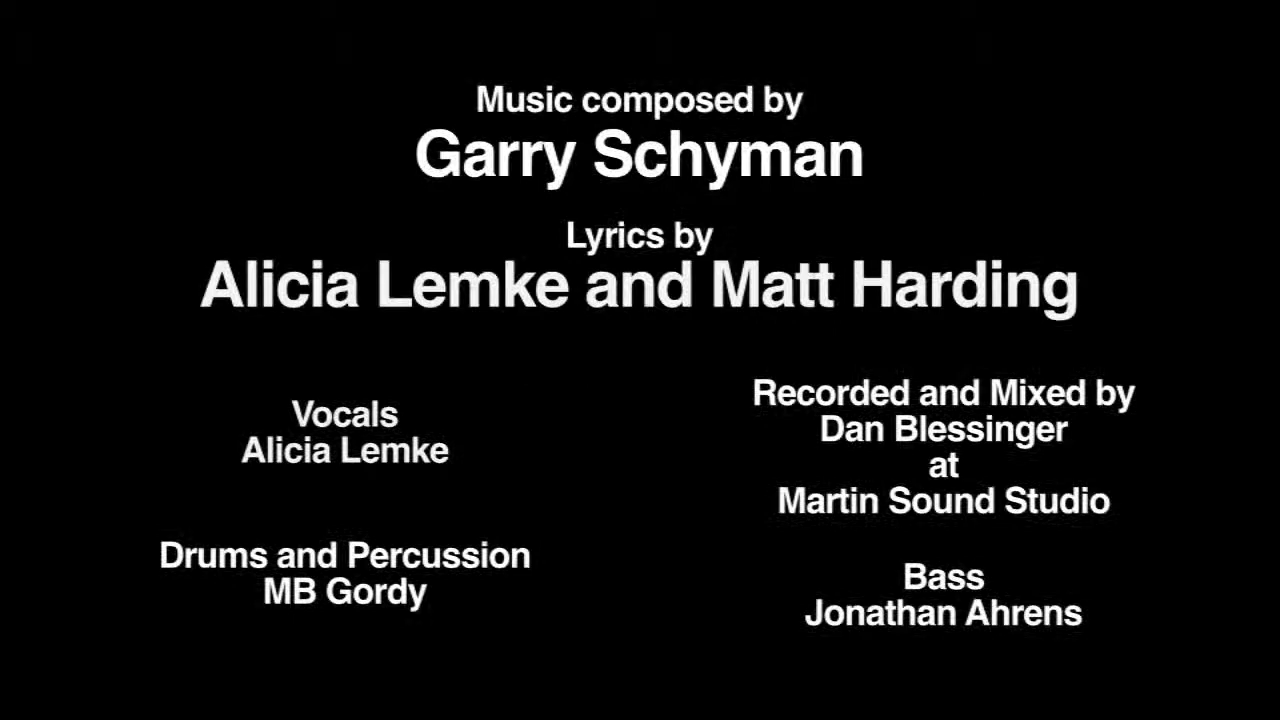 Music composed by
Garry Schyman
Lyrics by
Alicia Lemke and Matt Harding
Vocals
Alicia Lemke
Drums and Percussion
MB Gordy
Recorded and Mixed by
Dan Blessinger
at
Martin Sound Studio
Bass
Jonathan Ahrens